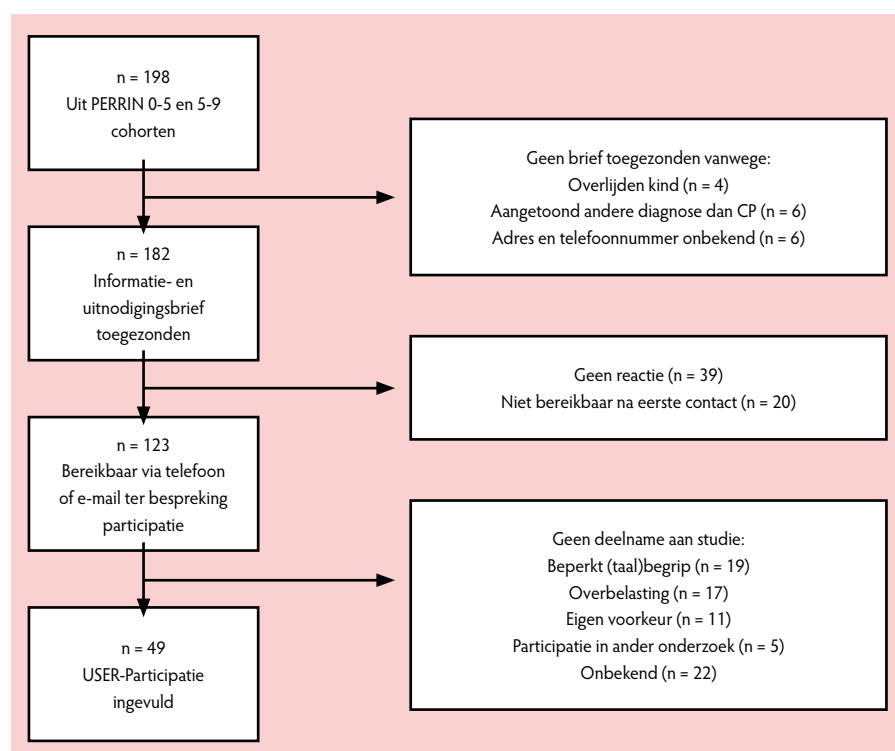 n = 198
Uit PERRIN 0-5 en 5-9
cohorten
Geen brief toegezonden vanwege:
Overlijden kind (n = 4)
Aangetoond andere diagnose dan CP (n = 6)
Adres en telefoonnummer onbekend (n = 6)
n = 182
Informatie- en
uitnodigingsbrief
toegezonden
Geen reactie (n = 39)
Niet bereikbaar na eerste contact (n = 20)
n = 123
Bereikbaar via telefoon
of e-mail ter bespreking
participatie
Geen deelname aan studie:
Beperkt (taal)begrip (n = 19)
Overbelasting (n = 17)
Eigen voorkeur (n = 11)
Participatie in ander onderzoek (n = 5)
Onbekend (n = 22)
n = 49
USER-Participatie
ingevuld